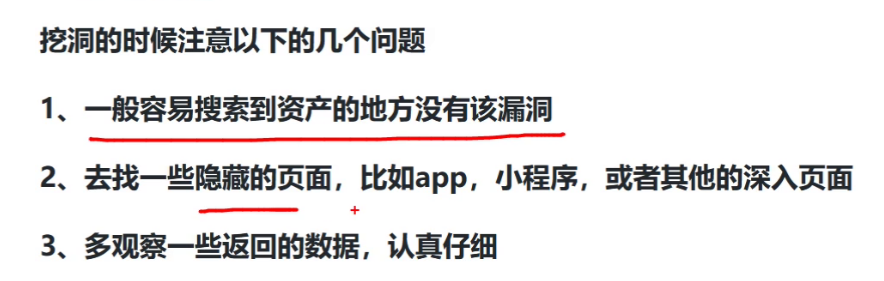 挖洞的时候注意以下的几个问题
1、一般容易搜索到资产的地方没有该漏洞
2、去找一些隐藏的页面，比如app，小程序，或者其他的深入页面
3、多观察一些返回的数据，认真仔细